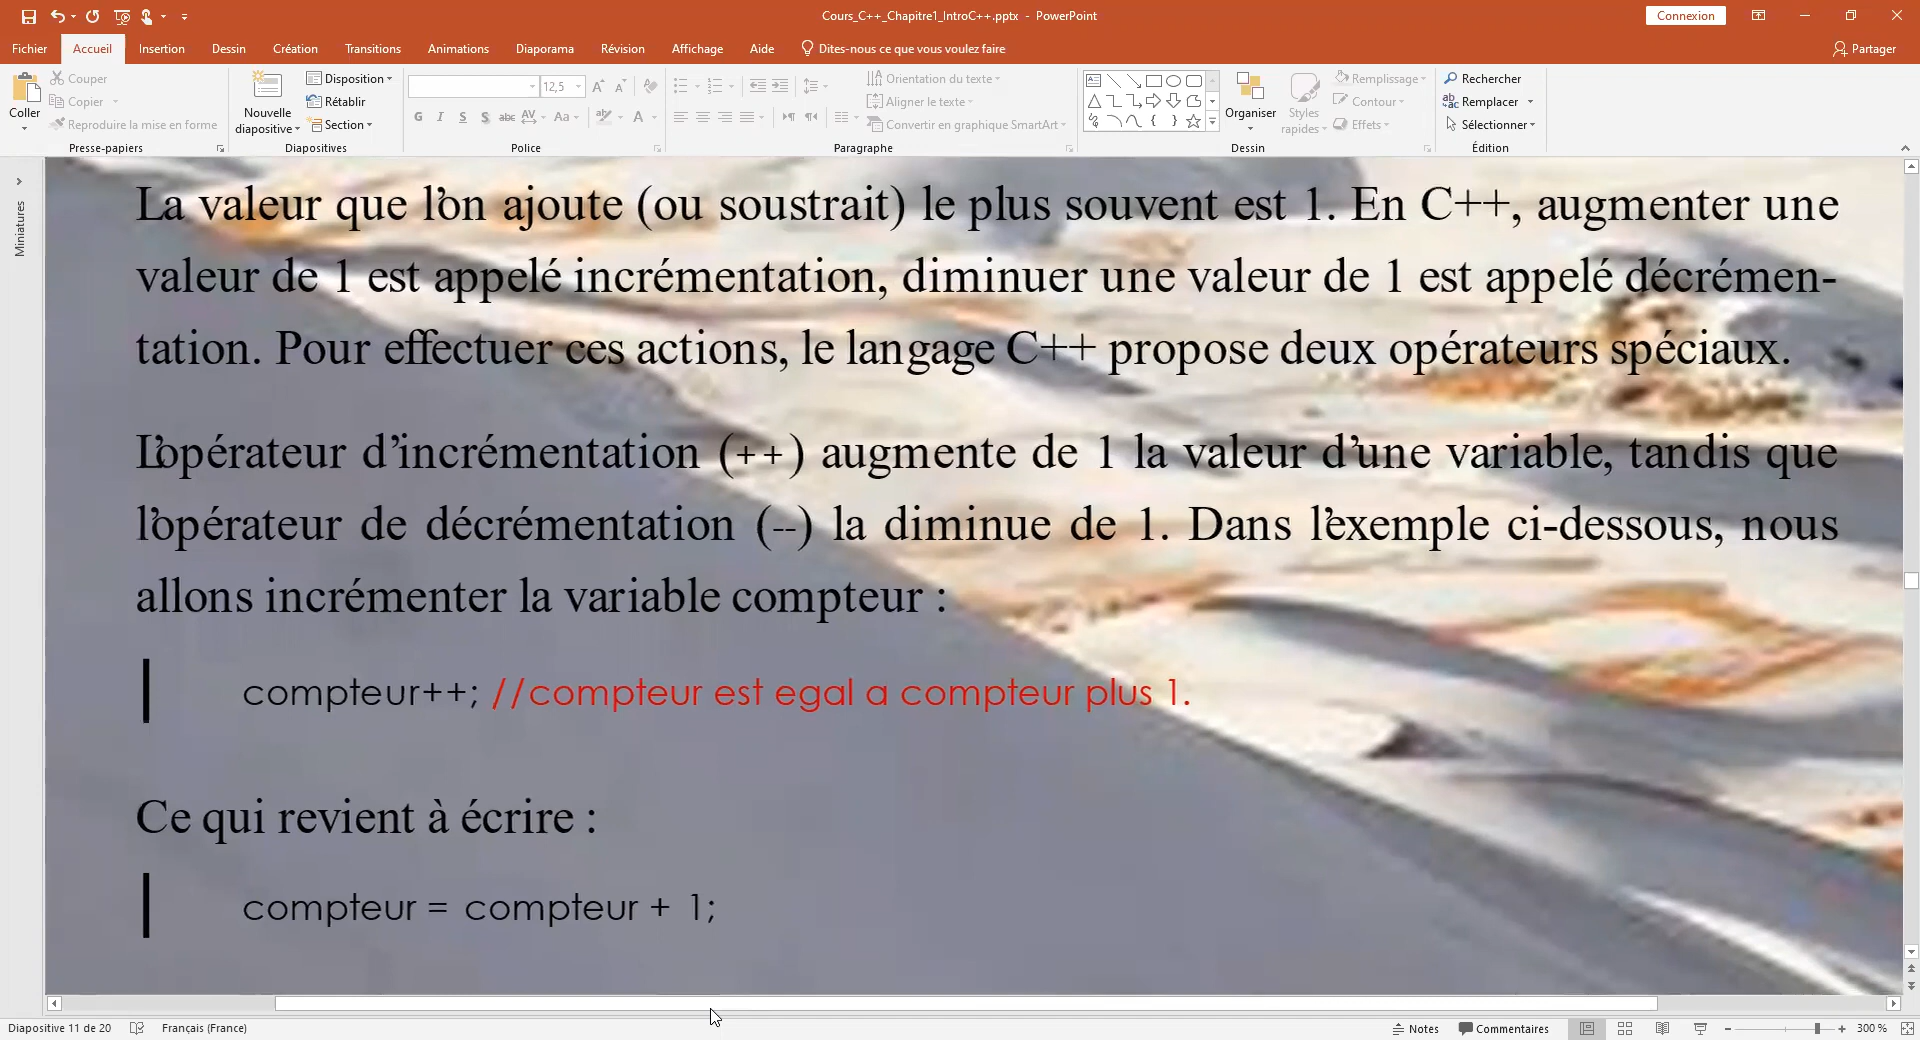 Cours_C++_Chapitre1_IntroC++.pptx - PowerPoint
Connexion
Fichier Accueil Insertion Dessin Création Transitions Animations Diaporama Révision Affichage Aide Dites-nous ce que vous voulez faire Partager
Coller
Couper
Copier
Reproduire la mise en forme
Presse-papiers
Nouvelle
diapositive
Disposition
Rétablir
Section
Diapositives
12,5
G I S S abc AV Aa A
Police
Orientation du texte
Aligner le texte
Convertir en graphique SmartArt
Paragraphe
Organiser
Styles
rapides
Remplissage
Contour
Effets
Dessin
Rechercher
Remplacer
Sélectionner
Édition
Miniatures
La valeur que l’on ajoute (ou soustrait) le plus souvent est 1. En C++, augmenter une
valeur de 1 est appelé incrémentation, diminuer une valeur de 1 est appelé décrémen-
tation. Pour effectuer ces actions, le langage C++ propose deux opérateurs spéciaux.
L’opérateur d’incrémentation (++) augmente de 1 la valeur d’une variable, tandis que
l’opérateur de décrémentation (--) la diminue de 1. Dans l’exemple ci-dessous, nous
allons incrémenter la variable compteur :
compteur++; //compteur est egal a compteur plus 1.
Ce qui revient à écrire :
compteur = compteur + 1;
Diapositive 11 de 20 Français (France) Notes Commentaires 300 %